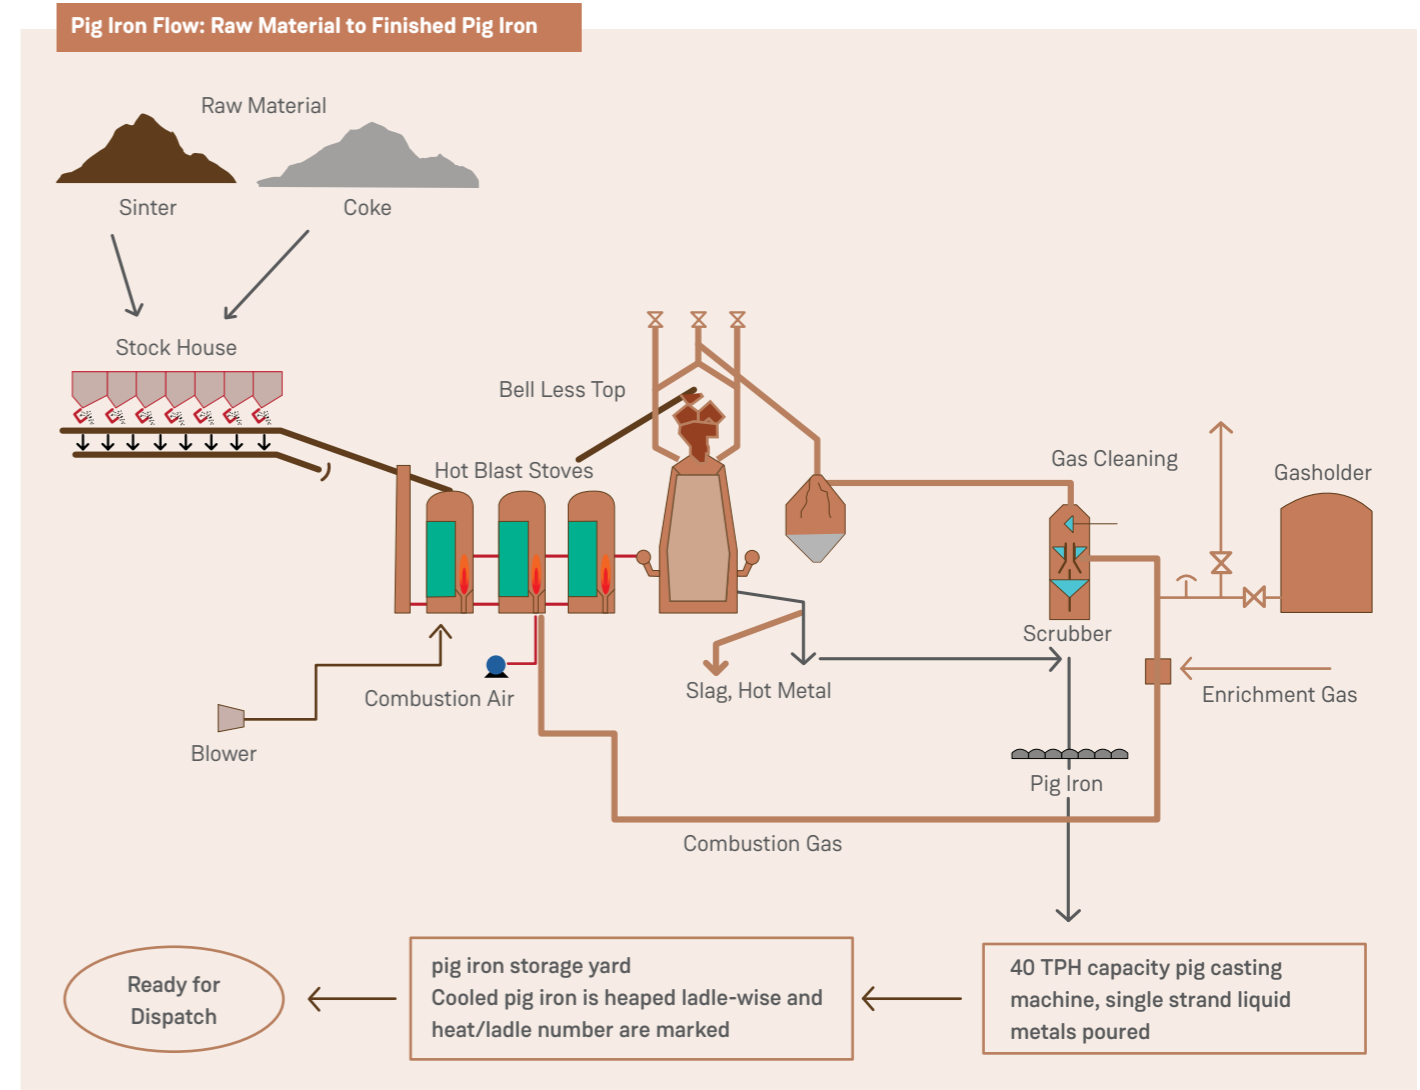 Pig Iron Flow: Raw Material to Finished Pig Iron
Raw Material
Sinter
Coke
Stock House
Bell Less Top
Hot Blast Stoves
Gas Cleaning
Gasholder
Scrubber
Slag, Hot Metal
Enrichment Gas
Combustion Air
Blower
Pig Iron
Combustion Gas
40 TPH capacity pig casting
machine, single strand liquid
metals poured
pig iron storage yard
Cooled pig iron is heaped ladle-wise and
heat/ladle number are marked
Ready for
Dispatch